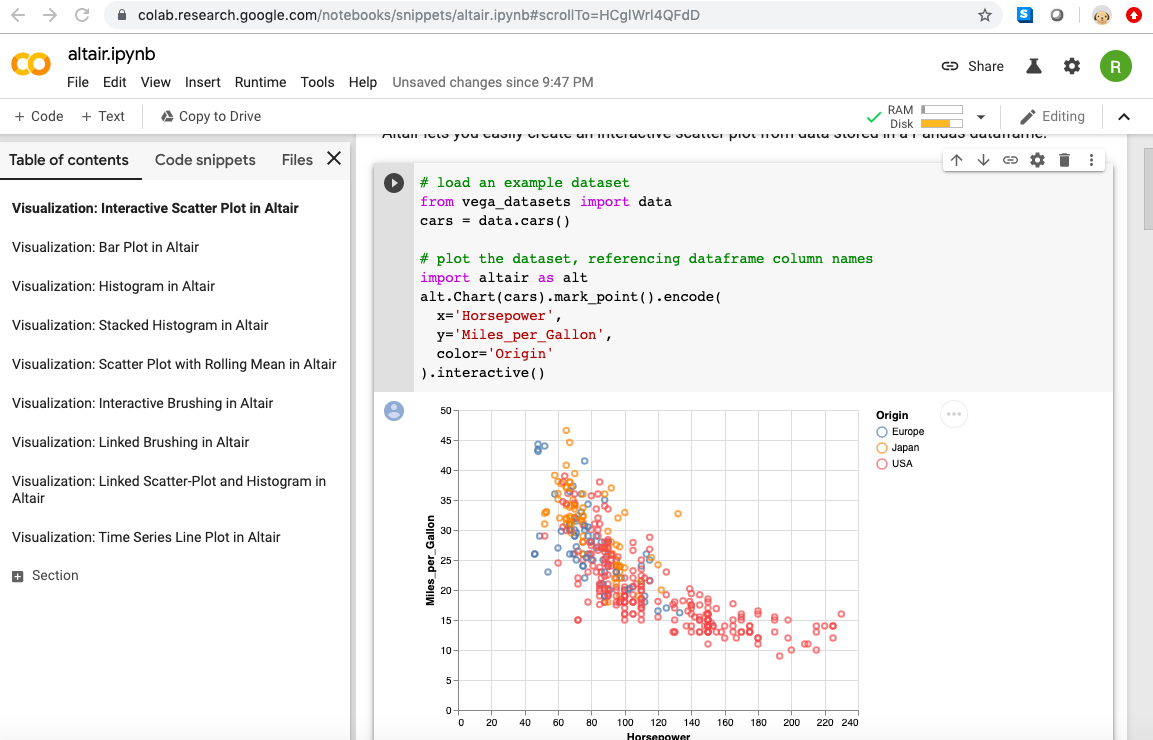 colab.research.google.com/notebooks/snippets/altair.ipynb#scrollTo=HCglWrl4QFdD
S
altair.ipynb
File Edit View Insert Runtime Tools Help Unsaved changes since 9:47 PM
Share
R
+ Code + Text Copy to Drive
RAM
Disk
Editing
Table of contents Code snippets Files
Visualization: Interactive Scatter Plot in Altair
Visualization: Bar Plot in Altair
Visualization: Histogram in Altair
Visualization: Stacked Histogram in Altair
Visualization: Scatter Plot with Rolling Mean in Altair
Visualization: Interactive Brushing in Altair
Visualization: Linked Brushing in Altair
Visualization: Linked Scatter-Plot and Histogram in
Altair
Visualization: Time Series Line Plot in Altair
Section
Altair lets you easily create an interactive scatter plot from data stored in a Pandas dataframe.
# load an example dataset
from vega_datasets import data
cars = data.cars()
# plot the dataset, referencing dataframe column names
import altair as alt
alt.Chart(cars).mark_point().encode(
x='Horsepower',
y='Miles_per_Gallon',
color='Origin'
).interactive()
50
45
40
35
30
25
20
15
10
5
0
Miles_per_Gallon
0 20 40 60 80 100 120 140 160 180 200 220 240
Horsepower
Origin
Europe
Japan
USA